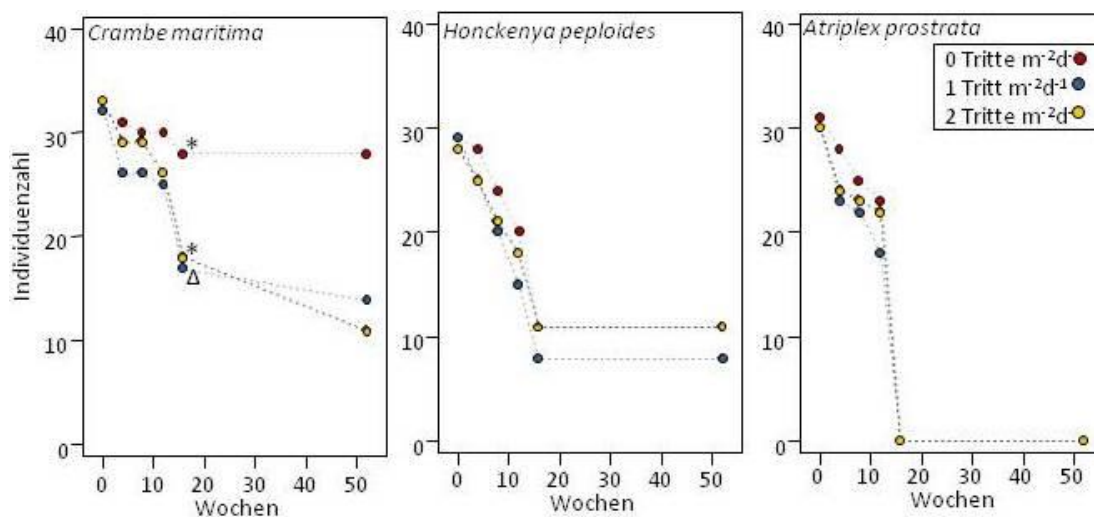 Crambe maritima
Honckenya peploides
Atriplex prostrata
0 Tritte m⁻²d⁻
1 Tritt m⁻²d⁻¹
2 Tritte m⁻²d⁻
Individuenzahl
40
30
20
10
0
*
*
Δ
0 10 20 30 40 50
Wochen
40
30
20
10
0
0 10 20 30 40 50
Wochen
40
30
20
10
0
0 10 20 30 40 50
Wochen